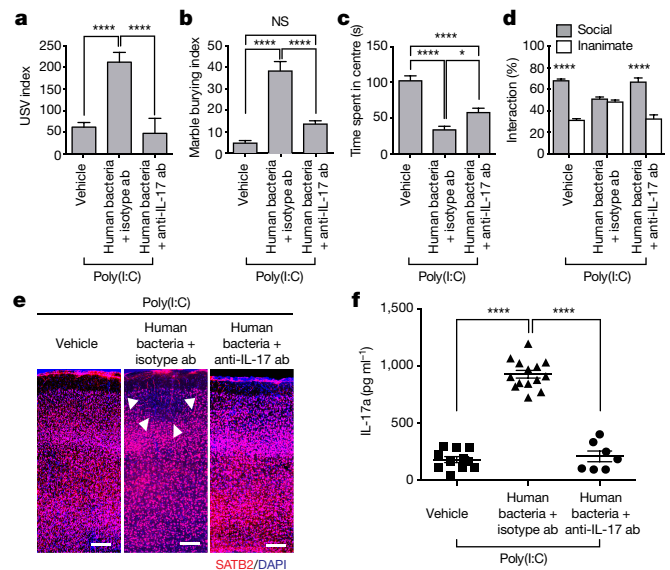 a
USV index
250
200
150
100
50
0
****
****
Vehicle
Human bacteria
+ isotype ab
Human bacteria
+ anti-IL-17 ab
Poly(I:C)
b
Marble burying index
50
40
30
20
10
0
NS
****
****
Vehicle
Human bacteria
+ isotype ab
Human bacteria
+ anti-IL-17 ab
Poly(I:C)
c
Time spent in centre (s)
150
100
50
0
****
****
*
Vehicle
Human bacteria
+ isotype ab
Human bacteria
+ anti-IL-17 ab
Poly(I:C)
d
Social
Inanimate
Interaction (%)
100
80
60
40
20
0
****
****
Vehicle
Human bacteria
+ isotype ab
Human bacteria
+ anti-IL-17 ab
Poly(I:C)
e
Poly(I:C)
Vehicle
Human
bacteria +
isotype ab
Human
bacteria +
anti-IL-17 ab
SATB2/DAPI
f
IL-17a (pg ml⁻¹)
1,500
1,000
500
0
****
****
Vehicle
Human
bacteria +
isotype ab
Human
bacteria +
anti-IL-17 ab
Poly(I:C)